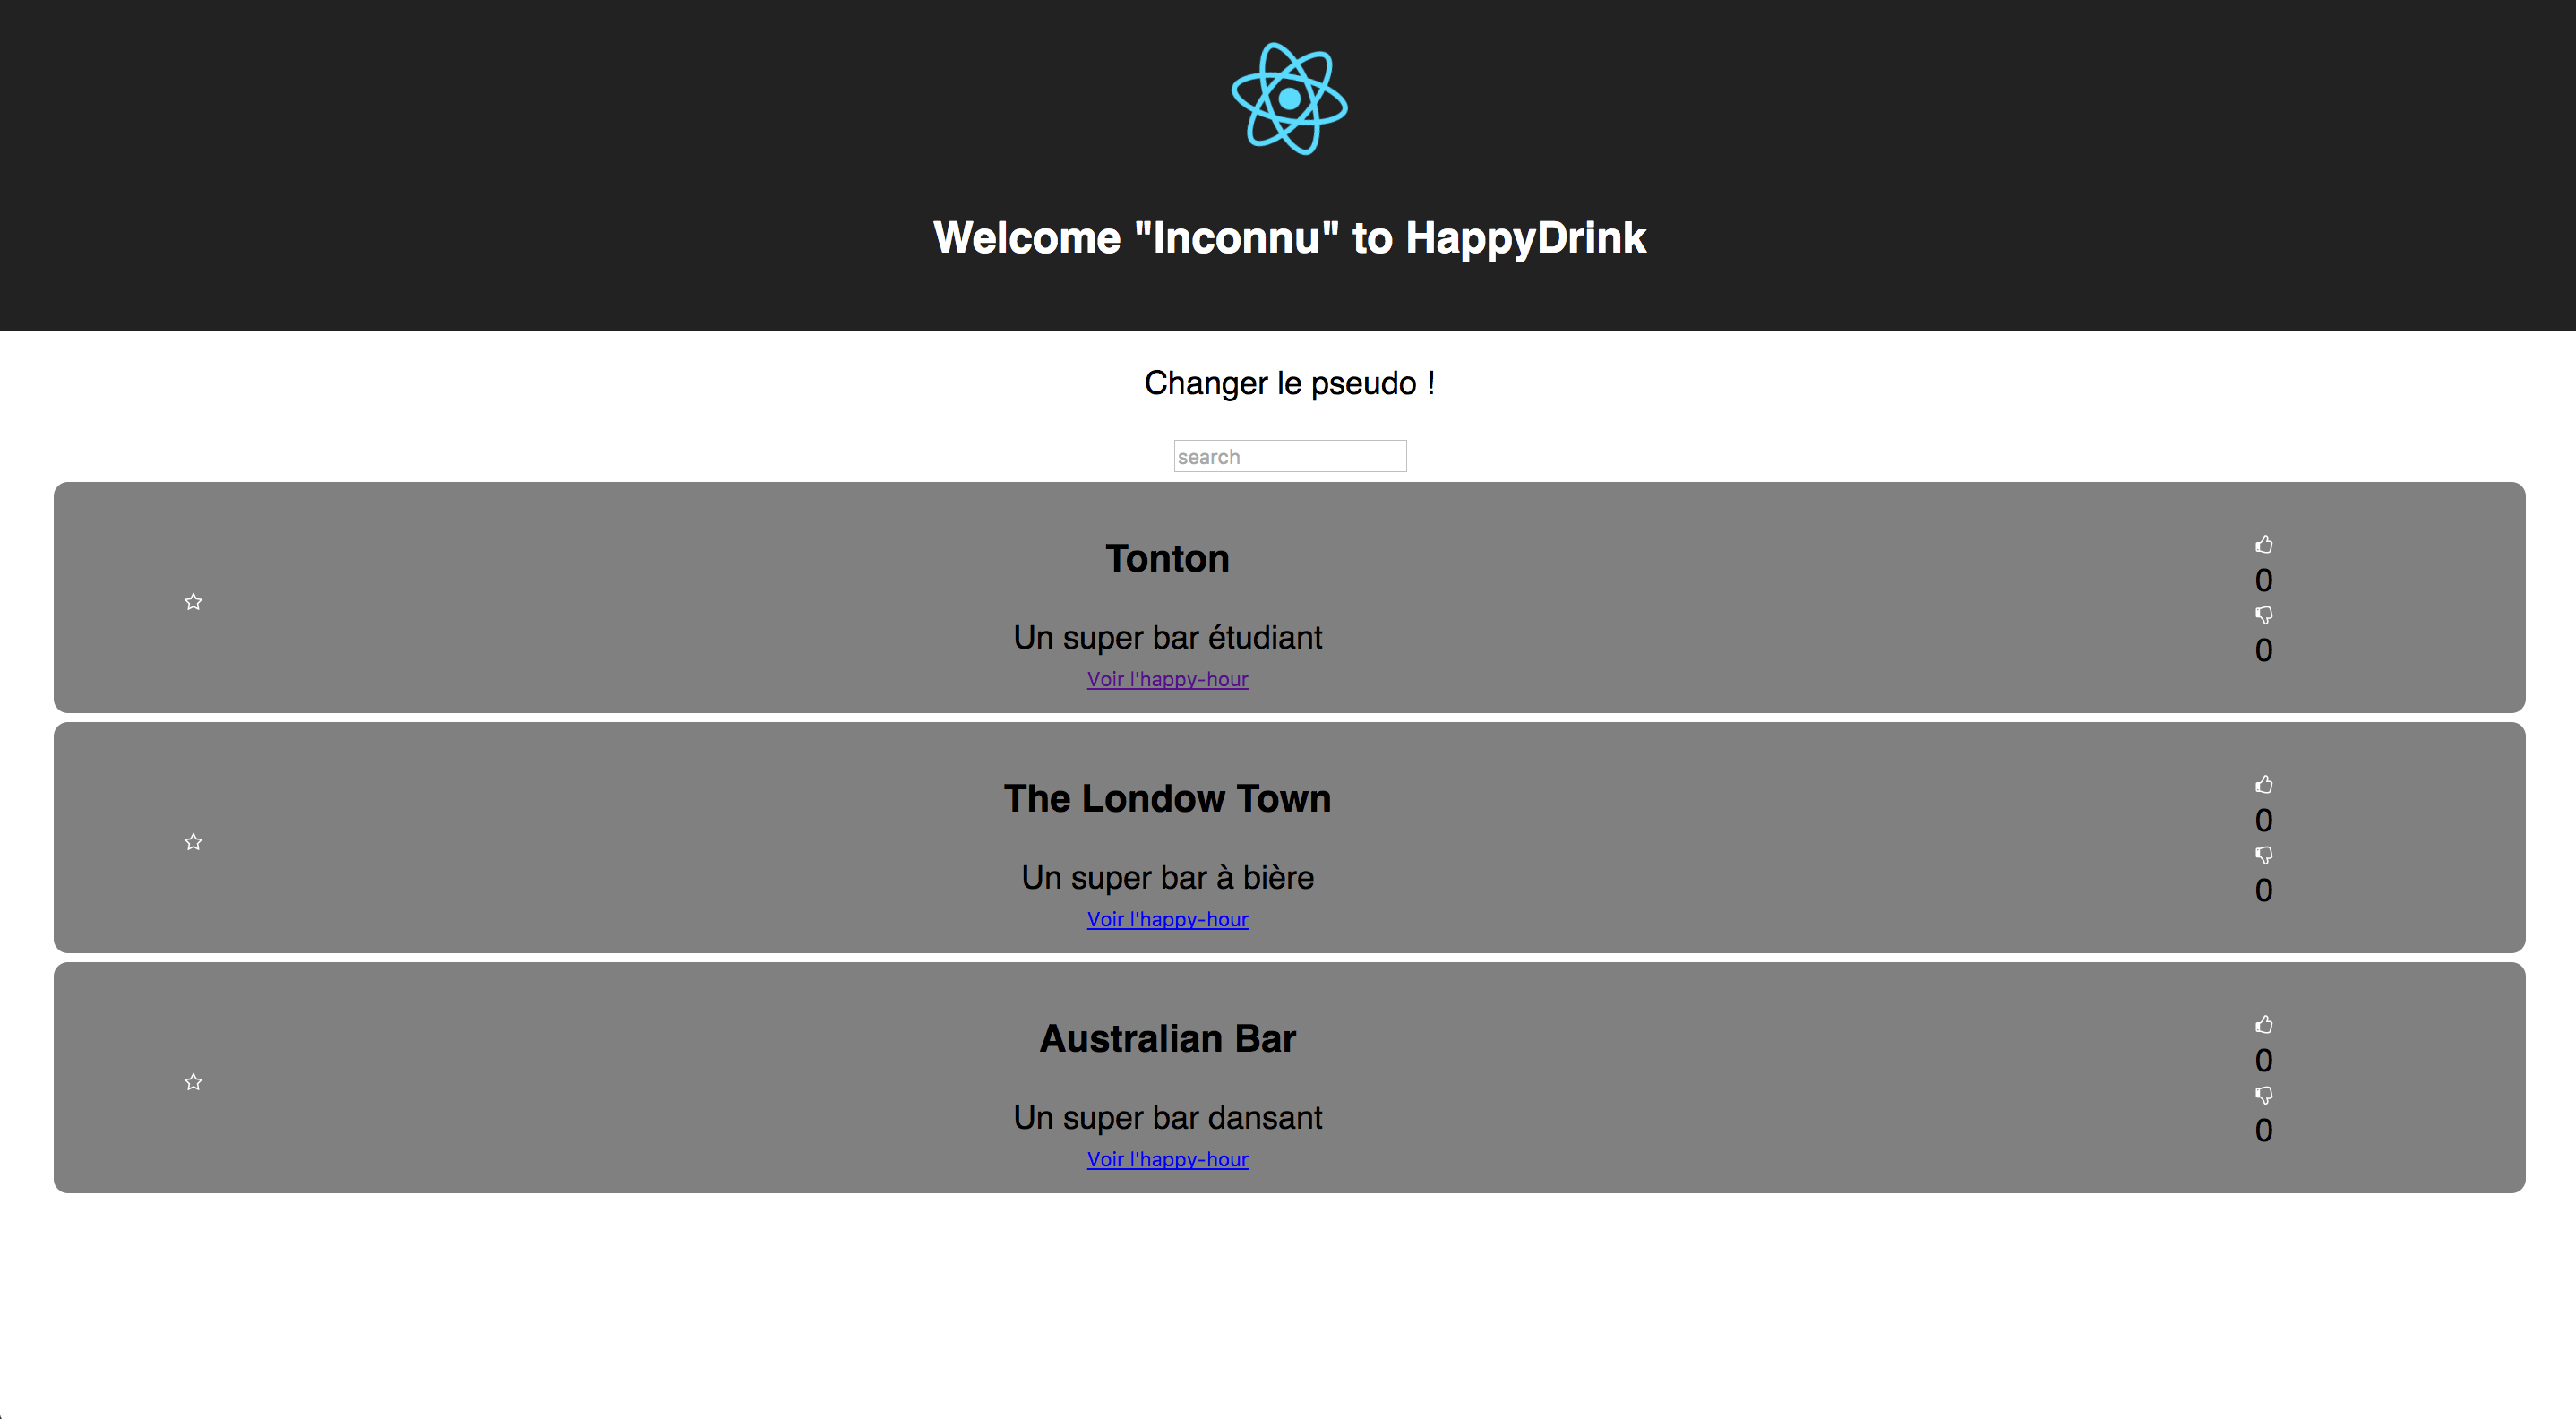 Welcome "Inconnu" to HappyDrink
Changer le pseudo !
search
Tonton
Un super bar étudiant
Voir l'happy-hour
0
0
The Londow Town
Un super bar à bière
Voir l'happy-hour
0
0
Australian Bar
Un super bar dansant
Voir l'happy-hour
0
0